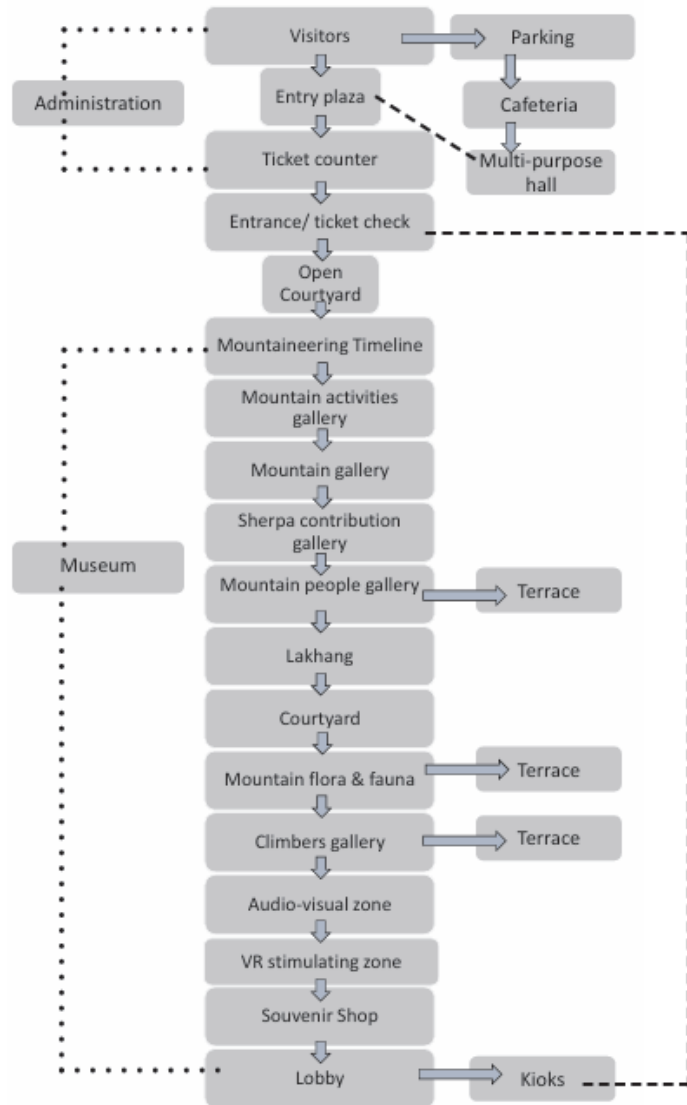 Visitors
Parking
Administration
Entry plaza
Cafeteria
Ticket counter
Multi-purpose
hall
Entrance/ ticket check
Open
Courtyard
Mountaineering Timeline
Mountain activities
gallery
Mountain gallery
Sherpa contribution
gallery
Museum
Mountain people gallery
Terrace
Lakhang
Courtyard
Mountain flora & fauna
Terrace
Climbers gallery
Terrace
Audio-visual zone
VR stimulating zone
Souvenir Shop
Lobby
Kioks